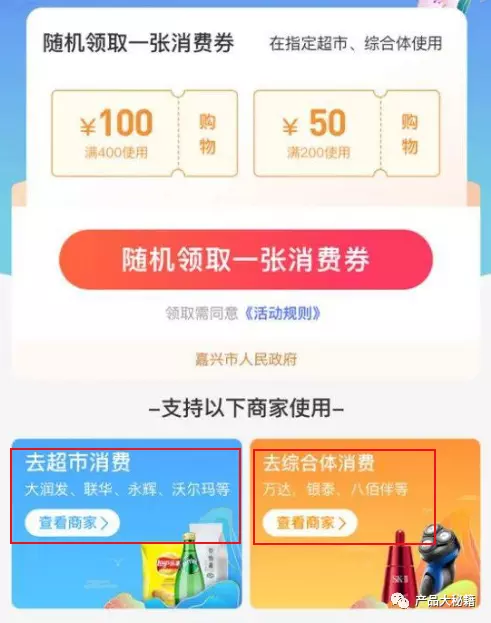 随机领取一张消费券 在指定超市、综合体使用
¥100 购物 ¥ 50 购物
满400使用 满200使用
随机领取一张消费券
领取需同意《活动规则》
嘉兴市人民政府
–支持以下商家使用–
去超市消费 去综合体消费
大润发、联华、永辉、沃尔玛等 万达，银泰、八佰伴等
查看商家 > 查看商家 >
SK-II
产品大秘籍